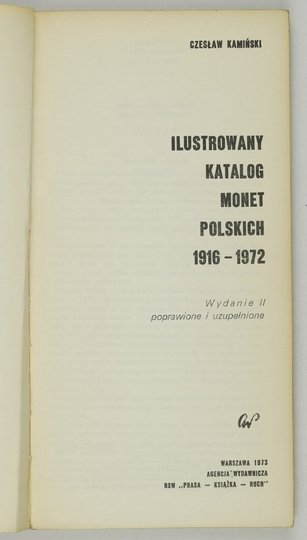 CZESŁAW KAMIŃSKI
ILUSTROWANY
KATALOG
MONET
POLSKICH
1916 – 1972
Wydanie II
poprawione i uzupełnione
WARSZAWA 1973
AGENCJA WYDAWNICZA
RSW „PRASA — KSIĄŻKA — RUCH”